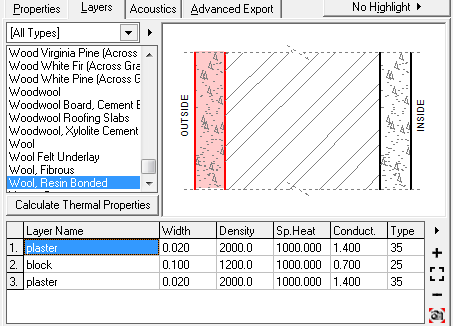 Properties Layers Acoustics Advanced Export No Highlight
[All Types]
Wood Virginia Pine (Across
Wood White Fir (Across Gra
Wood White Pine (Across G
Woodwool
Woodwool Board, Cement B
Woodwool Roofing Slabs
Woodwool, Xylolite Cement
Wool
Wool Felt Underlay
Wool, Fibrous
Wool, Resin Bonded
Calculate Thermal Properties
OUTSIDE
INSIDE
Layer Name Width Density Sp.Heat Conduct. Type
1. plaster 0.020 2000.0 1000.000 1.400 35
2. block 0.100 1200.0 1000.000 0.700 25
3. plaster 0.020 2000.0 1000.000 1.400 35